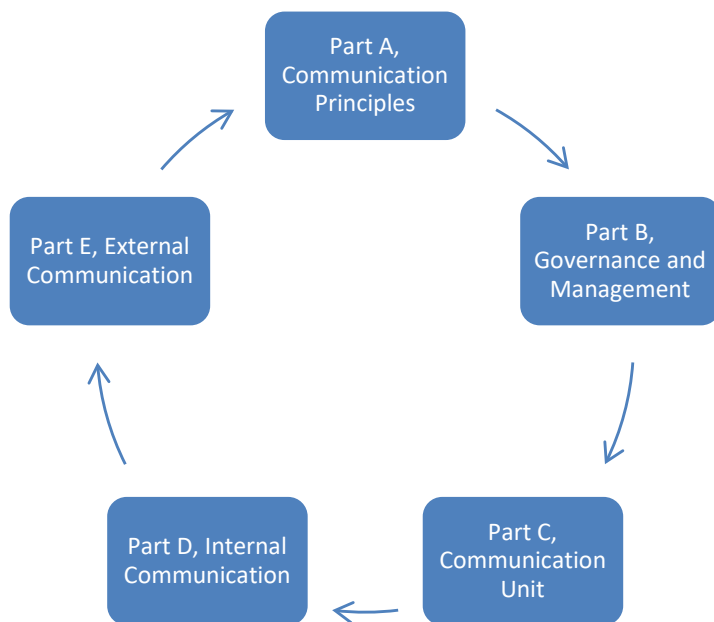 Part A,
Communication
Principles
Part B,
Governance and
Management
Part C,
Communication
Unit
Part D, Internal
Communication
Part E, External
Communication